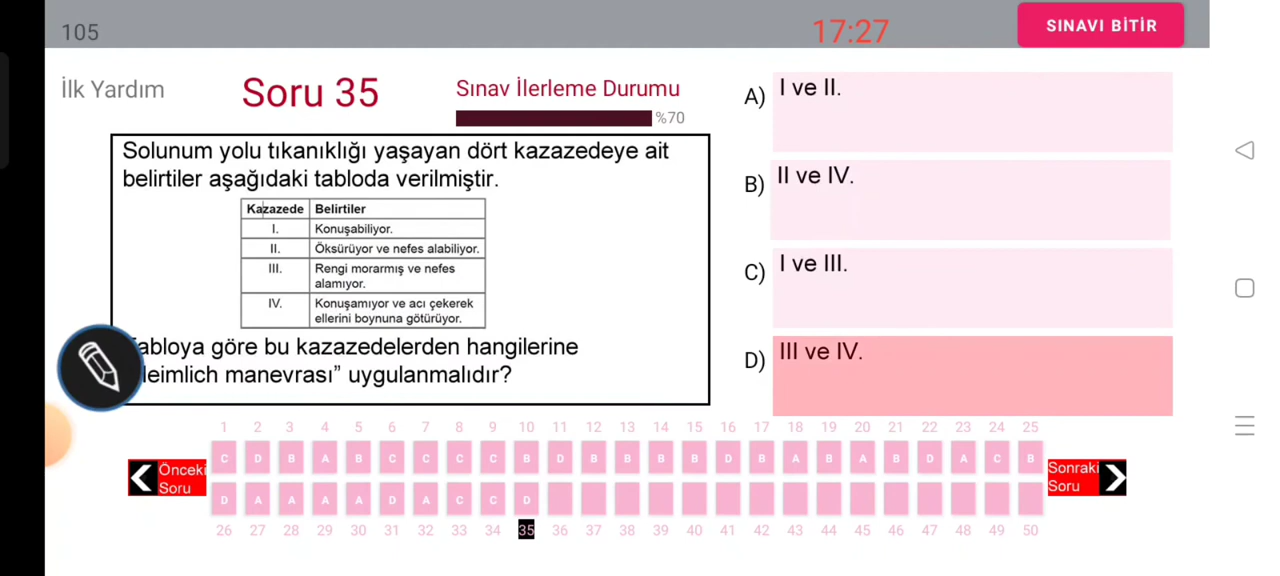 105
17:27
SINAVI BİTİR
İlk Yardım
Soru 35
Sınav İlerleme Durumu
%70
Solunum yolu tıkanıklığı yaşayan dört kazazedeye ait
belirtiler aşağıdaki tabloda verilmiştir.
Kazazede Belirtiler
I. Konuşabiliyor.
II. Öksürüyor ve nefes alabiliyor.
III. Rengi morarmış ve nefes
alamıyor.
IV. Konuşamıyor ve acı çekerek
ellerini boynuna götürüyor.
abloya göre bu kazazedelerden hangilerine
leimlich manevrası” uygulanmalıdır?
A) I ve II.
B) II ve IV.
C) I ve III.
D) III ve IV.
1 2 3 4 5 6 7 8 9 10 11 12 13 14 15 16 17 18 19 20 21 22 23 24 25
C D B A B C C C C B D B B B B D B A B A B D A C B
Önceki
Soru
Sonraki
Soru
D A A A A D A C C D
26 27 28 29 30 31 32 33 34 35 36 37 38 39 40 41 42 43 44 45 46 47 48 49 50